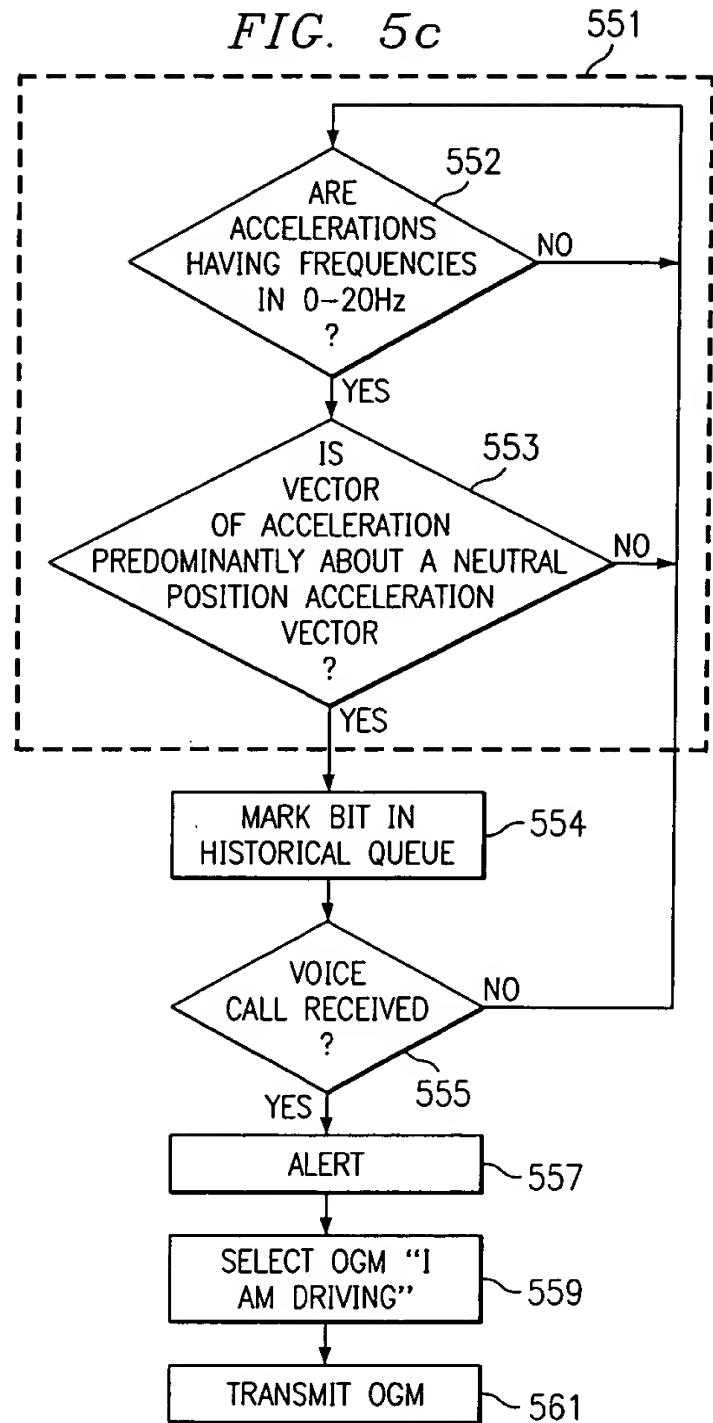 FIG. 5c
551
552
ARE
ACCELERATIONS
HAVING FREQUENCIES
IN 0-20Hz
?
NO
YES
553
IS
VECTOR
OF ACCELERATION
PREDOMINANTLY ABOUT A NEUTRAL
POSITION ACCELERATION
VECTOR
?
NO
YES
MARK BIT IN
HISTORICAL QUEUE
554
VOICE
CALL RECEIVED
?
NO
555
YES
ALERT
557
SELECT OGM "I
AM DRIVING"
559
TRANSMIT OGM
561